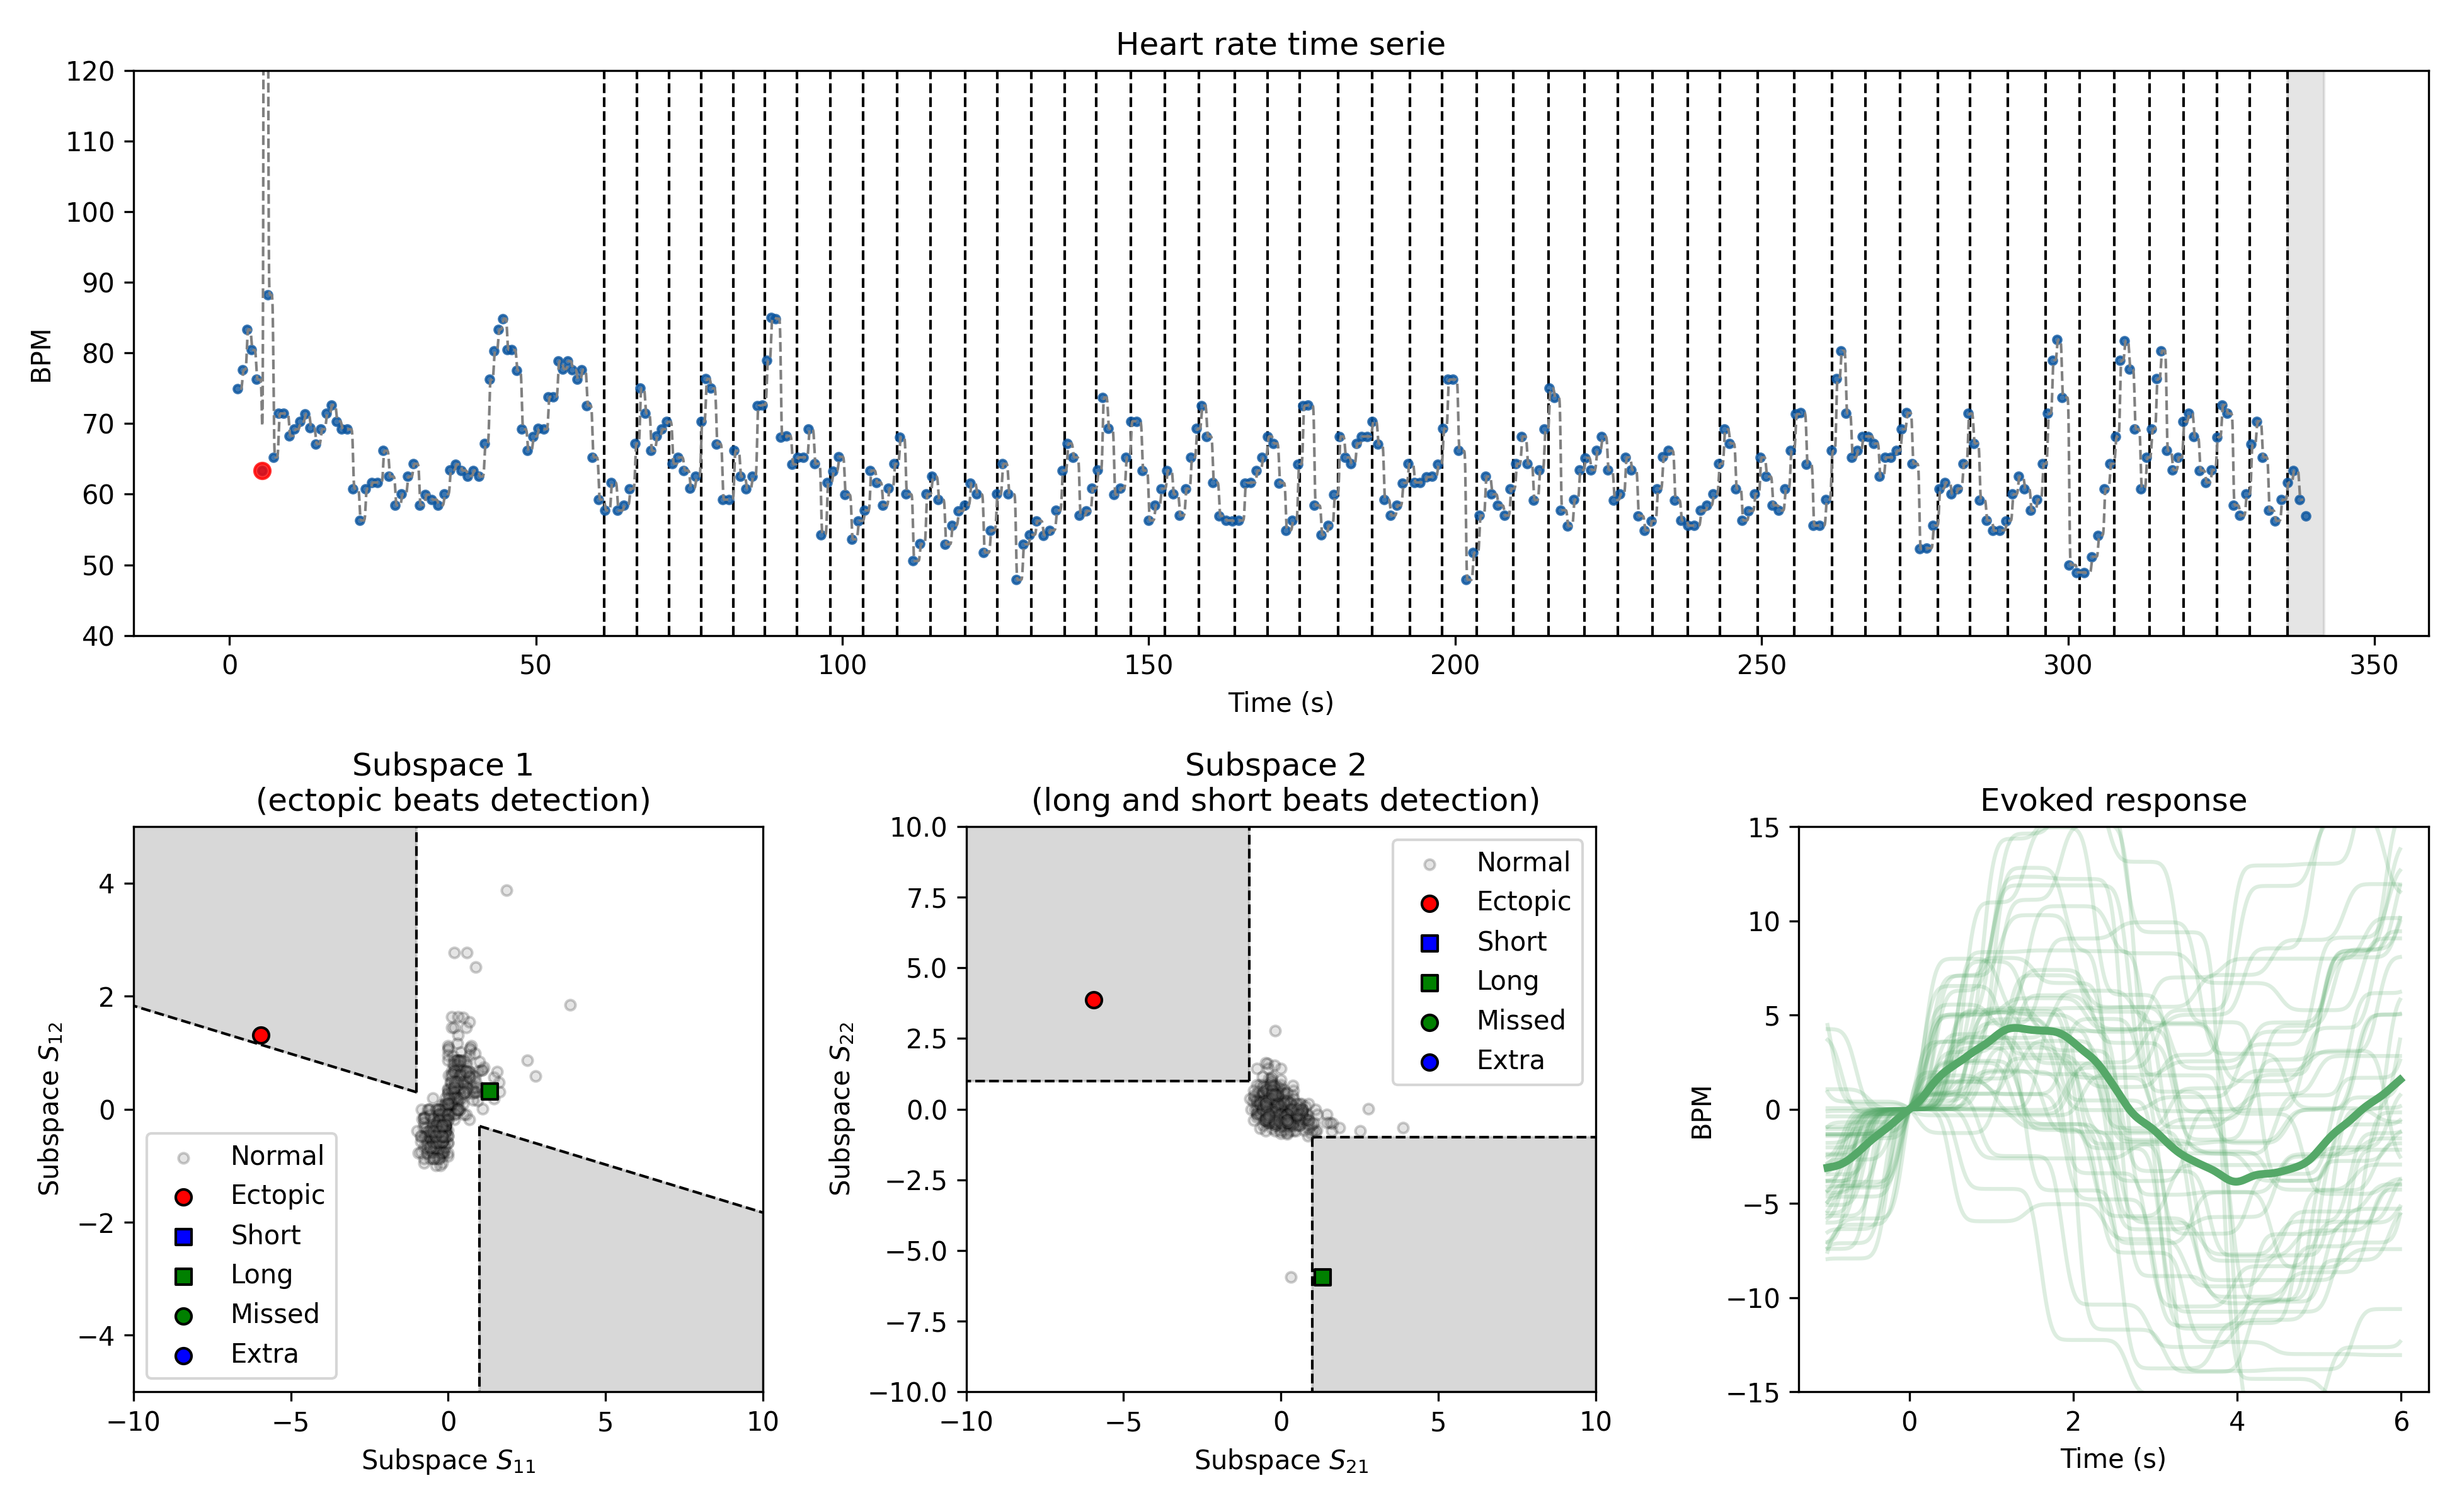 Heart rate time serie
120
110
100
90
80
70
60
50
40
BPM
0
50
100
150
200
250
300
350
Time (s)
Subspace 1
(ectopic beats detection)
4
2
0
−2
−4
Subspace S12
Normal
Ectopic
Short
Long
Missed
Extra
−10
−5
0
5
10
Subspace S11
Subspace 2
(long and short beats detection)
10.0
7.5
5.0
2.5
0.0
−2.5
−5.0
−7.5
−10.0
Subspace S22
Normal
Ectopic
Short
Long
Missed
Extra
−10
−5
0
5
10
Subspace S21
Evoked response
15
10
5
0
−5
−10
−15
BPM
0
2
4
6
Time (s)